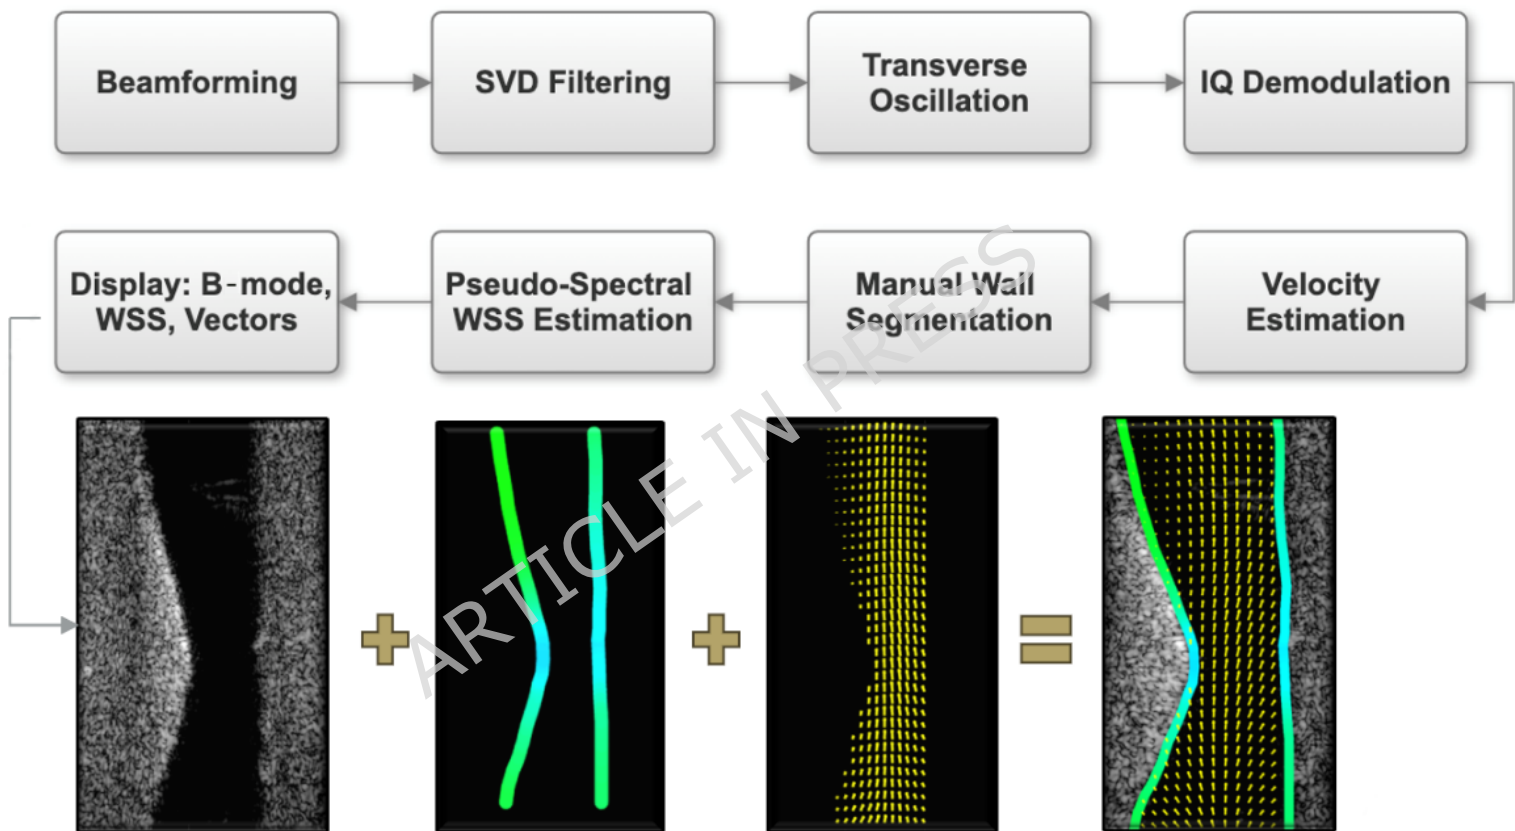 Beamforming
SVD Filtering
Transverse
Oscillation
IQ Demodulation
Display: B-mode,
WSS, Vectors
Pseudo-Spectral
WSS Estimation
Manual Wall
Segmentation
Velocity
Estimation
ARTICLE IN PRESS